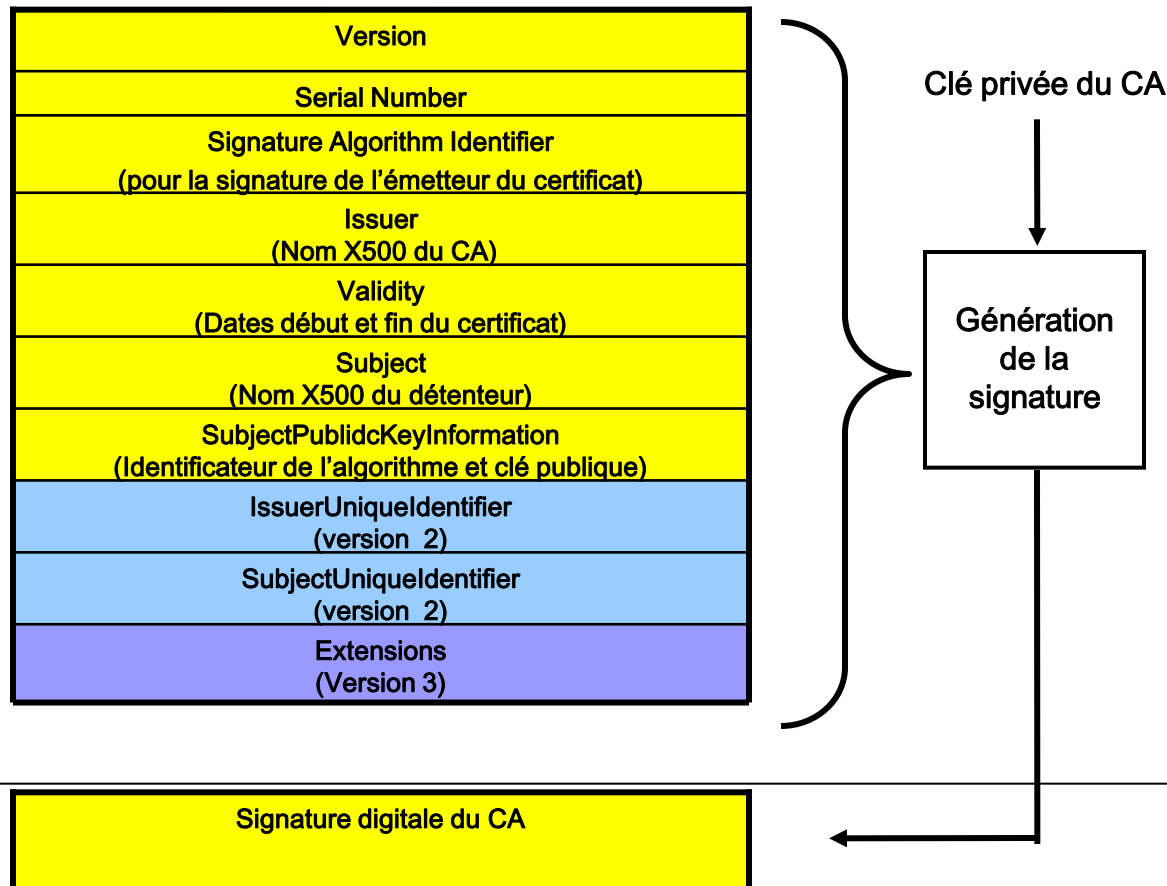 Version
Serial Number
Signature Algorithm Identifier
(pour la signature de l'émetteur du certificat)
Issuer
(Nom X500 du CA)
Validity
(Dates début et fin du certificat)
Subject
(Nom X500 du détenteur)
SubjectPublidcKeyInformation
(Identificateur de l'algorithme et clé publique)
IssuerUniqueIdentifier
(version 2)
SubjectUniqueIdentifier
(version 2)
Extensions
(Version 3)
Clé privée du CA
Génération
de la
signature
Signature digitale du CA